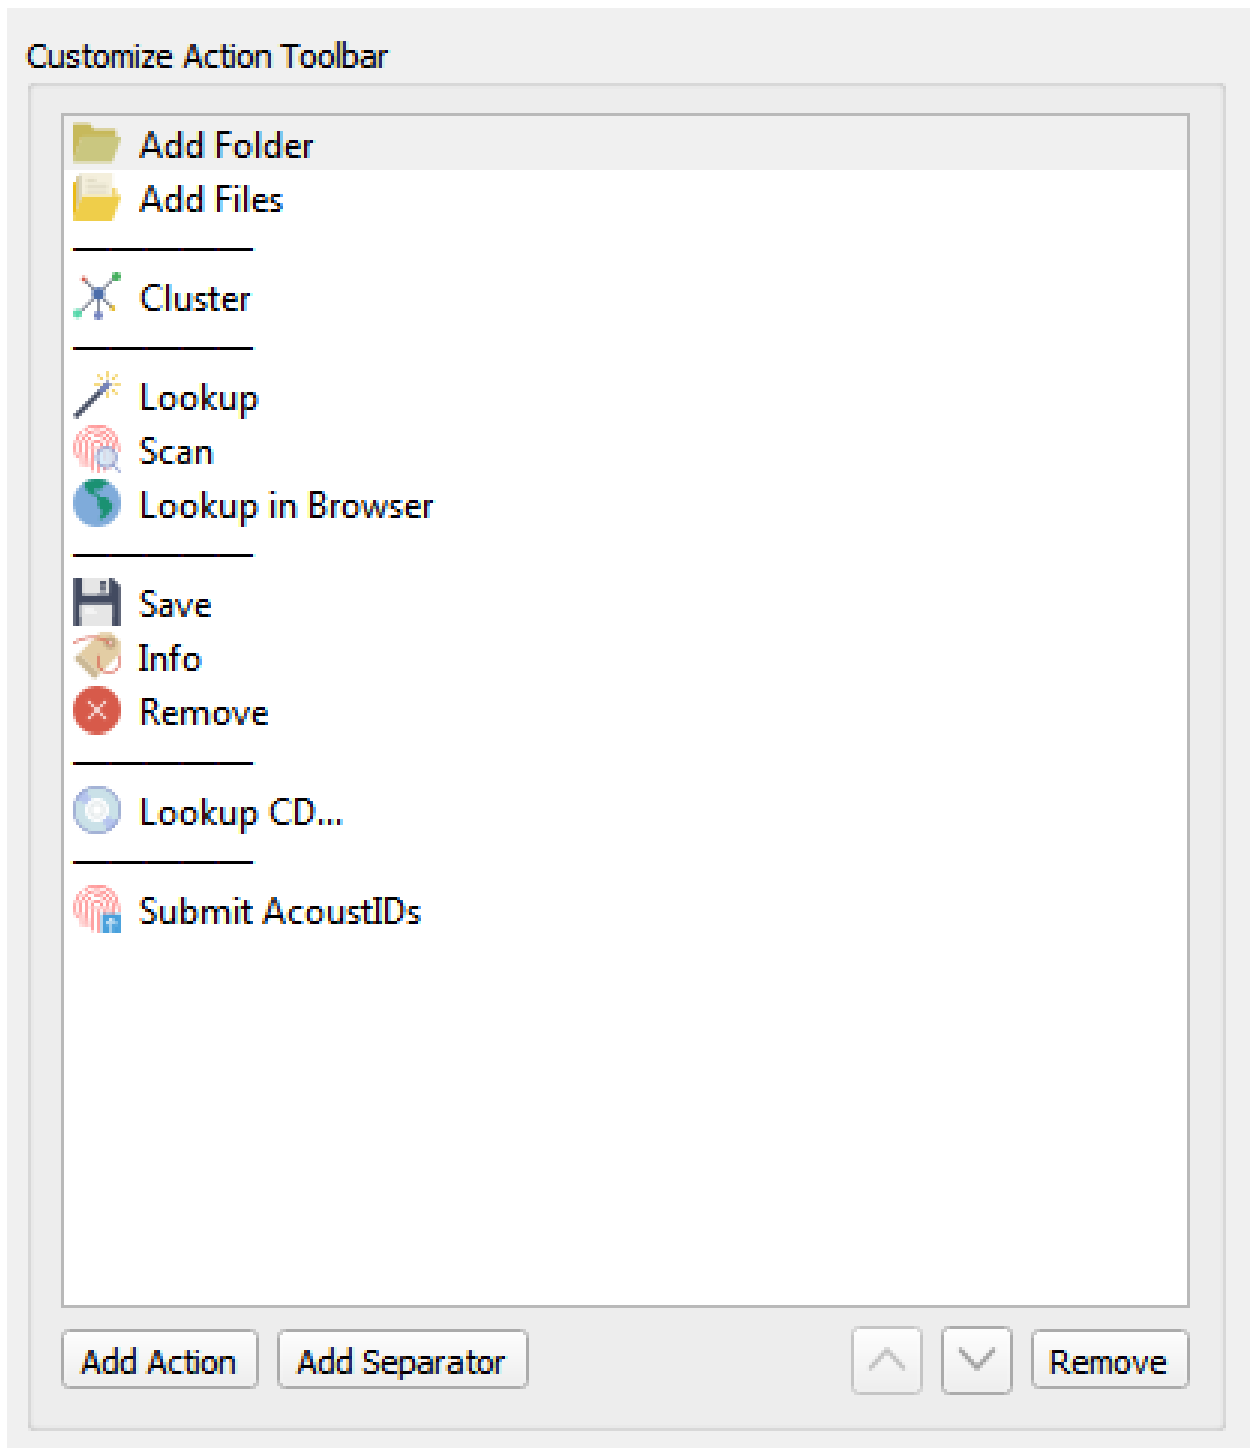 Customize Action Toolbar
Add Folder
Add Files
Cluster
Lookup
Scan
Lookup in Browser
Save
Info
Remove
Lookup CD...
Submit AcoustIDs
Add Action Add Separator Remove